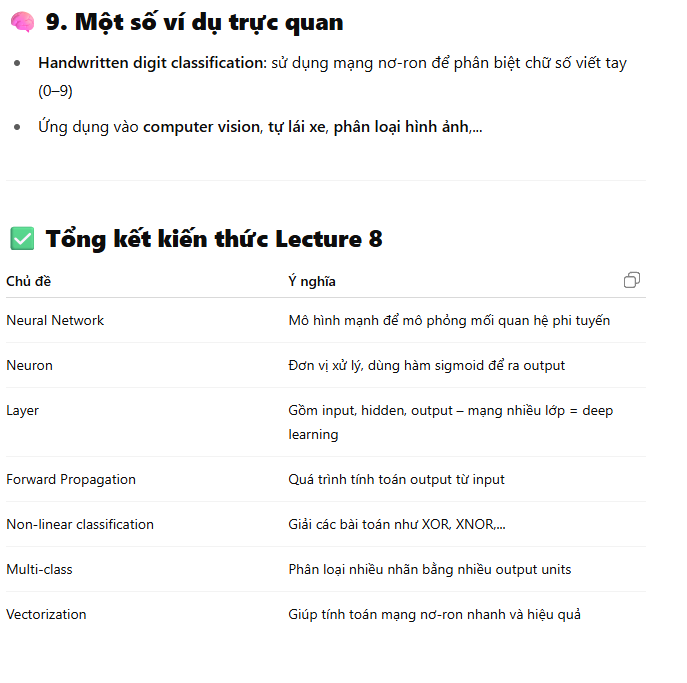 🧠 9. Một số ví dụ trực quan
• Handwritten digit classification: sử dụng mạng nơ-ron để phân biệt chữ số viết tay
(0–9)
• Ứng dụng vào computer vision, tự lái xe, phân loại hình ảnh,...
✅ Tổng kết kiến thức Lecture 8
Chủ đề Ý nghĩa
Neural Network Mô hình mạnh để mô phỏng mối quan hệ phi tuyến
Neuron Đơn vị xử lý, dùng hàm sigmoid để ra output
Layer Gồm input, hidden, output – mạng nhiều lớp = deep
learning
Forward Propagation Quá trình tính toán output từ input
Non-linear classification Giải các bài toán như XOR, XNOR,...
Multi-class Phân loại nhiều nhãn bằng nhiều output units
Vectorization Giúp tính toán mạng nơ-ron nhanh và hiệu quả